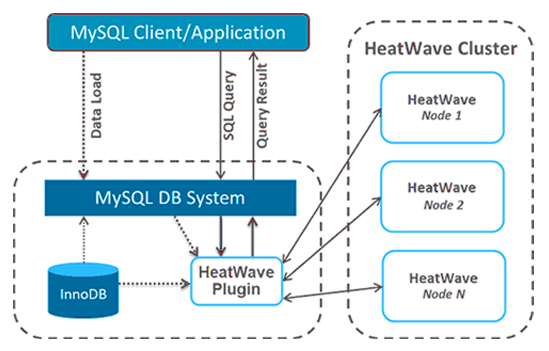 MySQL Client/Application
Data Load
SQL Query
Query Result
MySQL DB System
InnoDB
HeatWave
Plugin
HeatWave Cluster
HeatWave
Node 1
HeatWave
Node 2
HeatWave
Node N